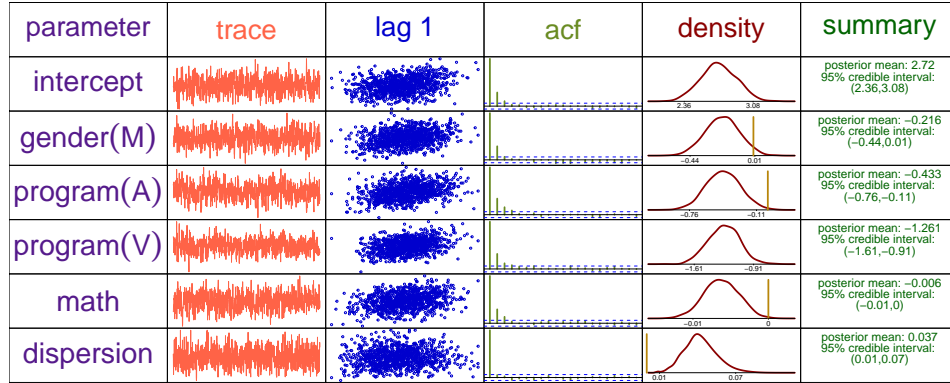 parameter trace lag 1 acf density summary
intercept 2.36 3.08 posterior mean: 2.72
95% credible interval:
(2.36,3.08)
gender(M) −0.44 0.01 posterior mean: −0.216
95% credible interval:
(−0.44,0.01)
program(A) −0.76 −0.11 posterior mean: −0.433
95% credible interval:
(−0.76,−0.11)
program(V) −1.61 −0.91 posterior mean: −1.261
95% credible interval:
(−1.61,−0.91)
math −0.01 0 posterior mean: −0.006
95% credible interval:
(−0.01,0)
dispersion 0.01 0.07 posterior mean: 0.037
95% credible interval:
(0.01,0.07)